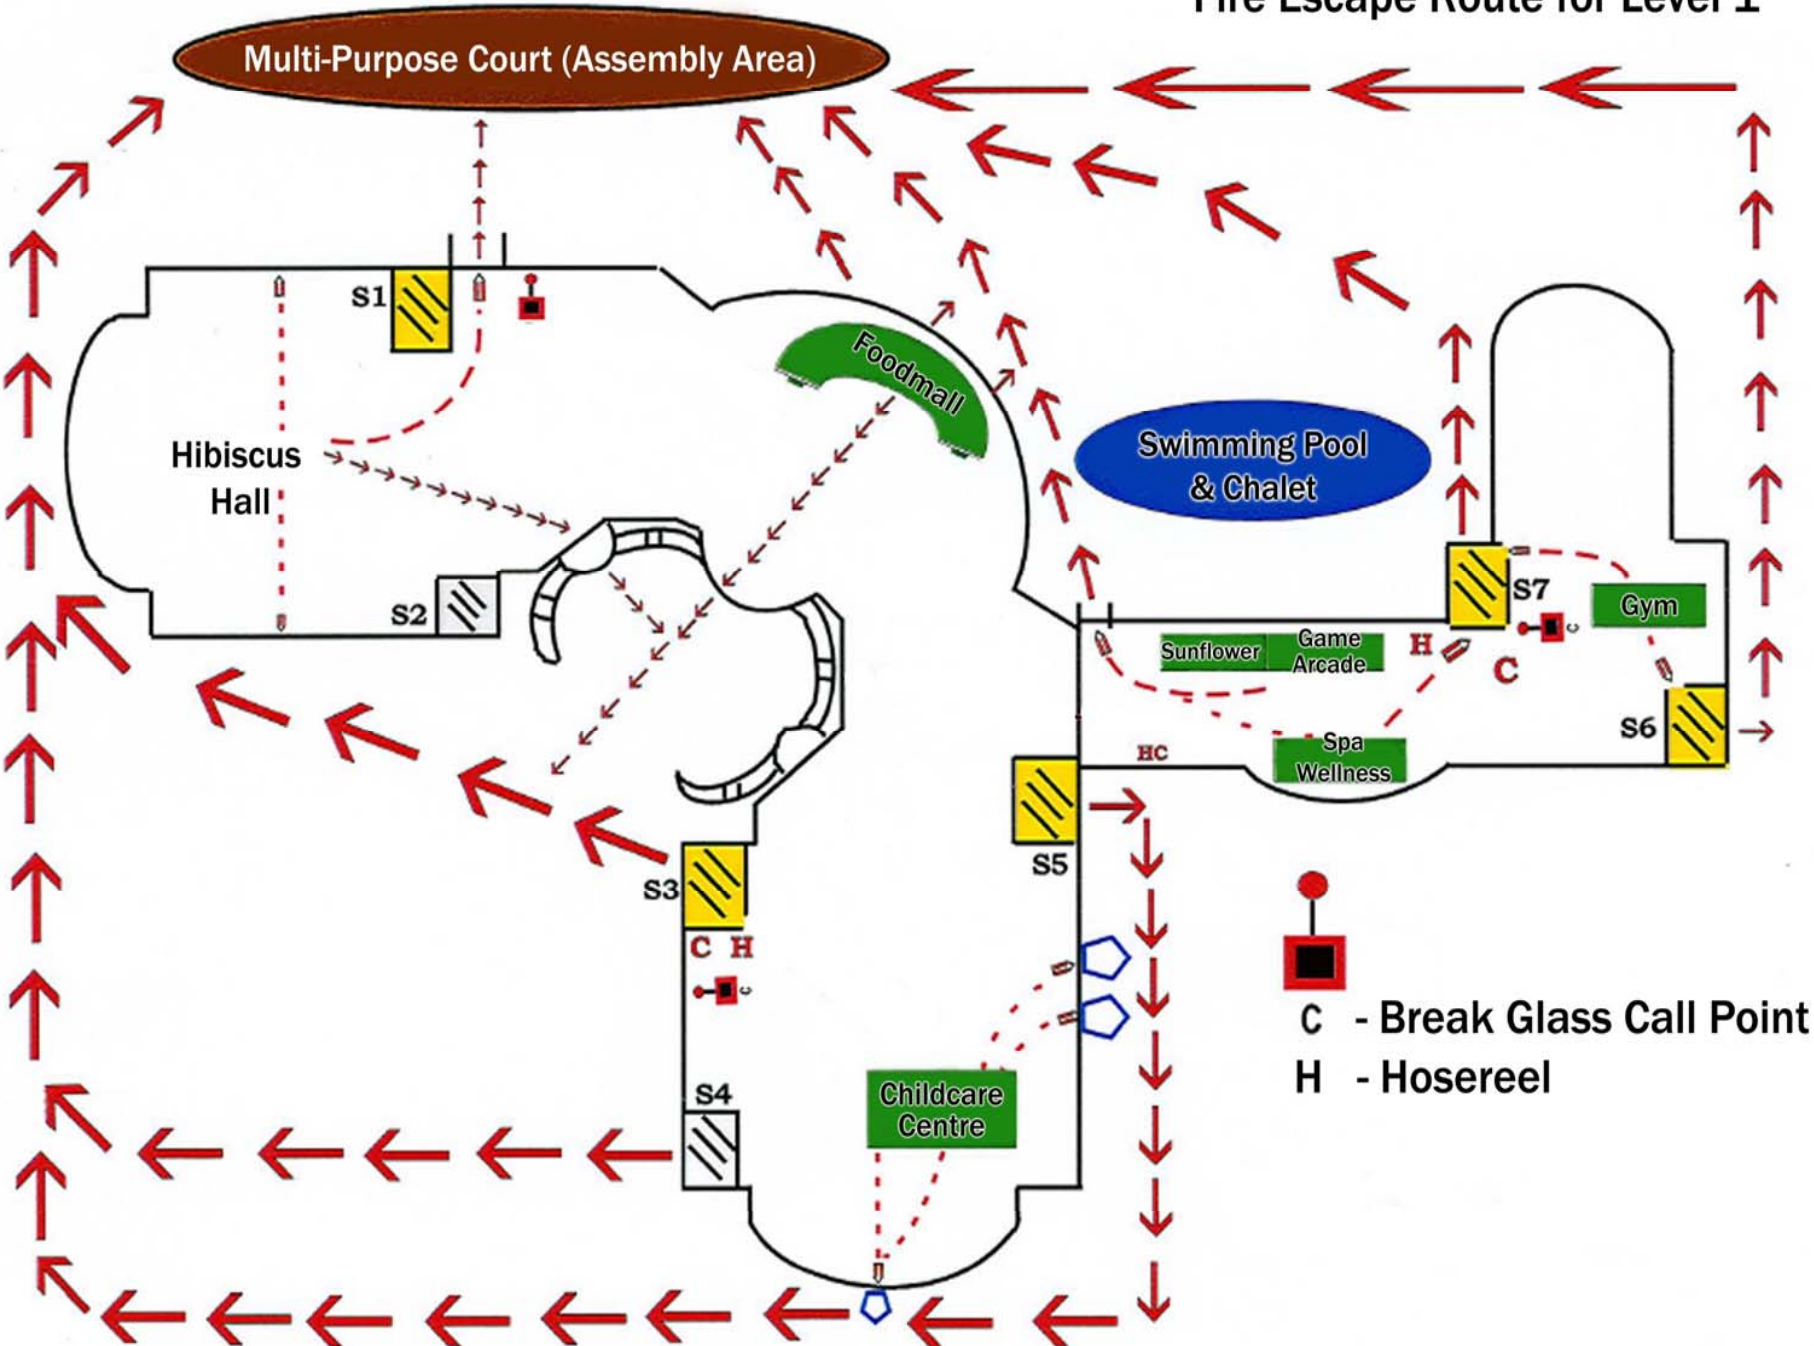 Fire Escape Route for Level 1
Multi-Purpose Court (Assembly Area)
S1
Foodmall
Hibiscus
Hall
Swimming Pool
& Chalet
S2
S7
Gym
C
Sunflower
Game
Arcade
H
C
S6
HC
Spa
Wellness
S5
S3
C H
C
C - Break Glass Call Point
H - Hosereel
S4
Childcare
Centre